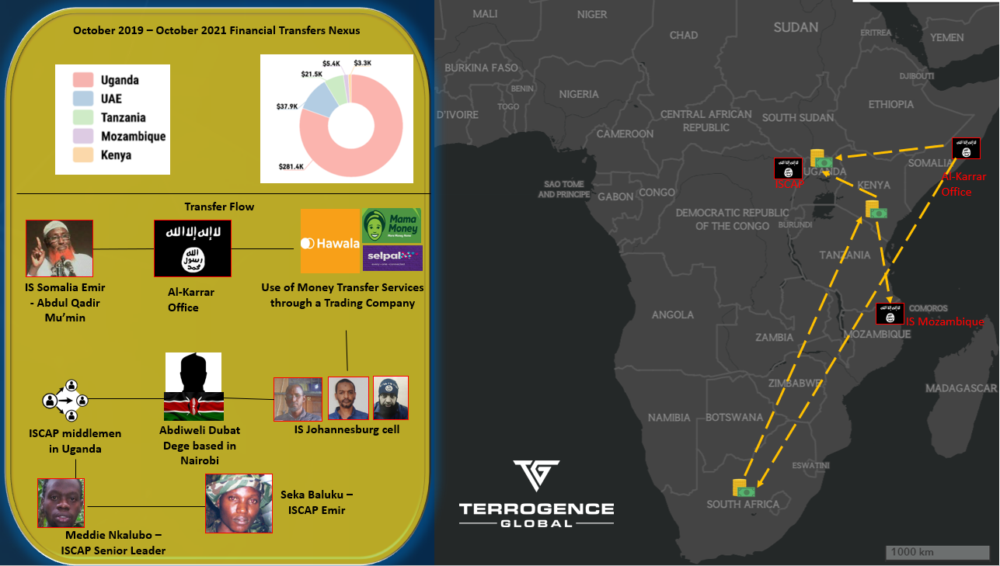 October 2019 – October 2021 Financial Transfers Nexus
Uganda
UAE
Tanzania
Mozambique
Kenya
$5.4K
$3.3K
$21.5K
$37.9K
$281.4K
Transfer Flow
لا إله إلا الله
الله
رسول
محمد
Hawala
Mama
Money
selpal
IS Somalia Emir
- Abdul Qadir
Mu’min
Al-Karrar
Office
Use of Money Transfer Services
through a Trading Company
ISCAP middlemen
in Uganda
Abdiweli Dubat
Dege based in
Nairobi
IS Johannesburg cell
Meddie Nkalubo –
ISCAP Senior Leader
Seka Baluku –
ISCAP Emir
MALI
NIGER
CHAD
SUDAN
ERITREA
YEMEN
BURKINA FASO
DJIBOUTI
BENIN
NIGERIA
TOGO
D'IVOIRE
ETHIOPIA
CENTRAL AFRICAN
REPUBLIC
SOUTH SUDAN
CAMEROON
SOMALIA
UGANDA
Al-Karrar
Office
ISCAP
KENYA
SAO TOME
AND PRINCIPE
GABON
CONGO
DEMOCRATIC REPUBLIC
OF THE CONGO
BURUNDI
TANZANIA
ANGOLA
COMOROS
IS Mozambique
MOZAMBIQUE
ZAMBIA
ZIMBABWE
MADAGASCAR
NAMIBIA
BOTSWANA
ESWATINI
SOUTH AFRICA
TG
TERROGENCE
GLOBAL
1000 km